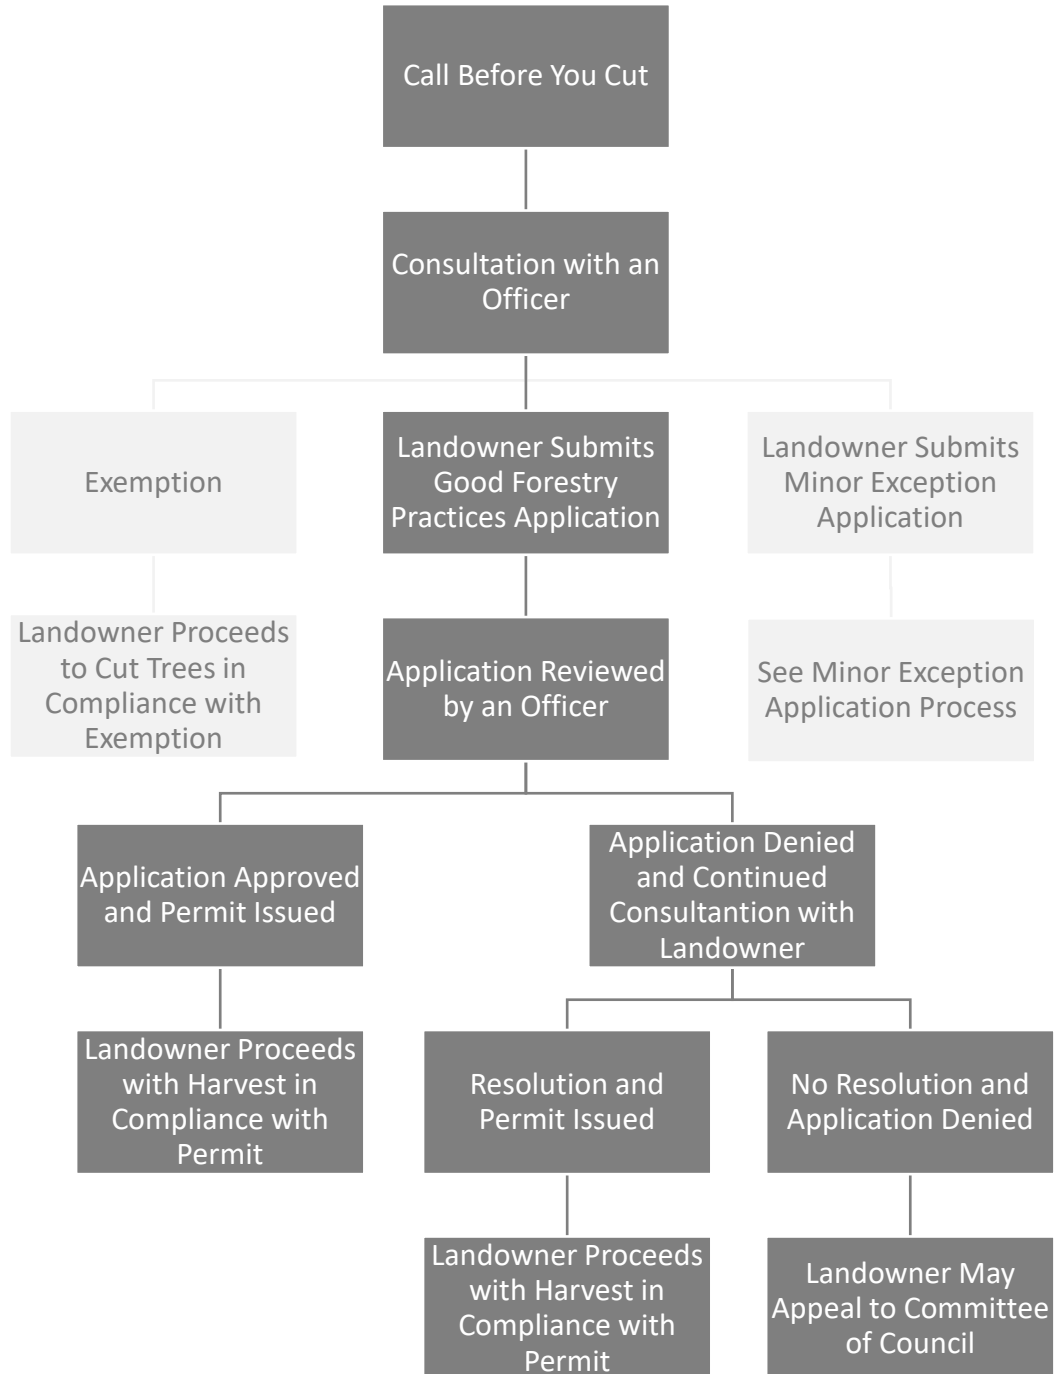 Call Before You Cut
Consultation with an
Officer
Exemption
Landowner Submits
Good Forestry
Practices Application
Landowner Submits
Minor Exception
Application
Landowner Proceeds
to Cut Trees in
Compliance with
Exemption
Application Reviewed
by an Officer
See Minor Exception
Application Process
Application Approved
and Permit Issued
Application Denied
and Continued
Consultantion with
Landowner
Landowner Proceeds
with Harvest in
Compliance with
Permit
Resolution and
Permit Issued
No Resolution and
Application Denied
Landowner Proceeds
with Harvest in
Compliance with
Permit
Landowner May
Appeal to Committee
of Council